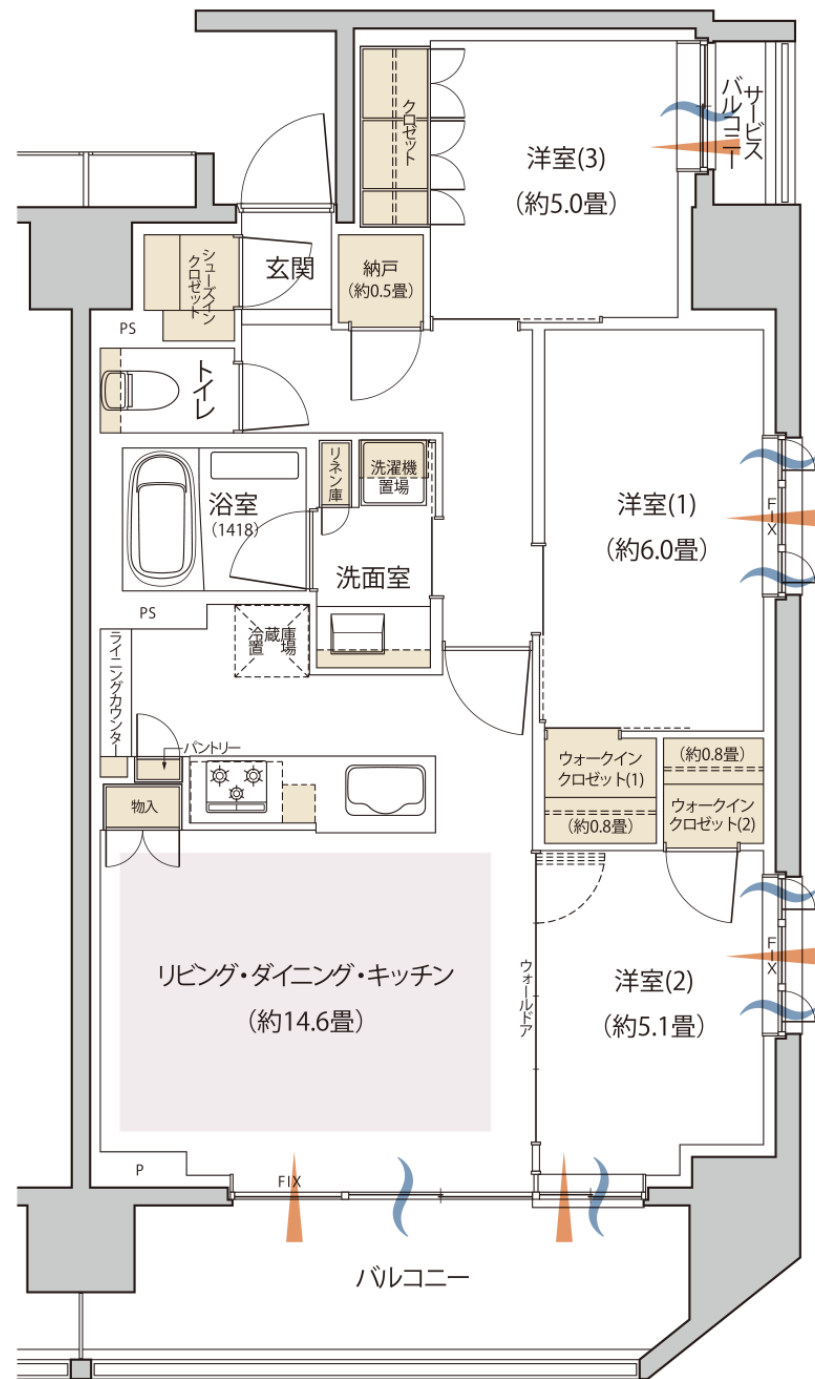 クロゼット
サービス
バルコニー
洋室(3)
(約5.0畳)
シューズイン
クロゼット
玄関
納戸
(約0.5畳)
PS
トイレ
リネン庫
洗濯機
置場
浴室
(1418)
洋室(1)
(約6.0畳)
FIX
洗面室
PS
冷蔵庫
置場
ライニングカウンター
パントリー
物入
ウォークイン
クロゼット(1)
(約0.8畳)
(約0.8畳)
ウォークイン
クロゼット(2)
リビング・ダイニング・キッチン
(約14.6畳)
ウォールドア
洋室(2)
(約5.1畳)
FIX
P
FIX
バルコニー